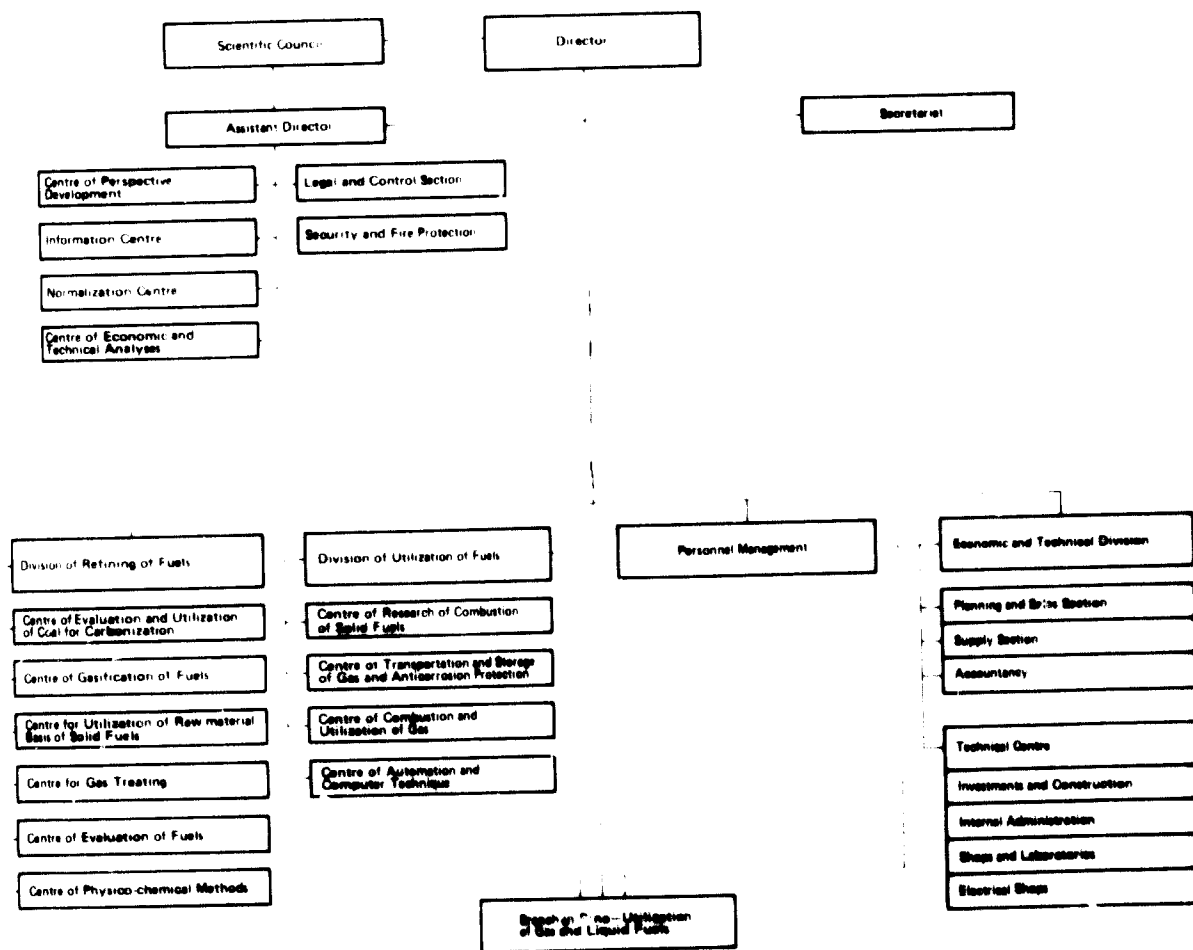 Scientific Council
Director
Assistant Director
Secretariat
Centre of Perspective
Development
Legal and Control Section
Information Centre
Security and Fire Protection
Normalization Centre
Centre of Economic and
Technical Analyses
Division of Refining of Fuels
Division of Utilization of Fuels
Personnel Management
Economic and Technical Division
Centre of Evaluation and Utilization
of Coal for Carbonization
Centre of Research of Combustion
of Solid Fuels
Planning and Sales Section
Supply Section
Centre of Gasification of Fuels
Centre of Transportation and Storage
of Gas and Anticorrosion Protection
Accountancy
Centre for Utilization of Raw material
Basis of Solid Fuels
Centre of Combustion and
Utilization of Gas
Technical Centre
Centre for Gas Treating
Centre of Automation and
Computer Technique
Investments and Construction
Internal Administration
Centre of Evaluation of Fuels
Shops and Laboratories
Centre of Physico-chemical Methods
Electrical Shops
Utilization
of Gas and Liquid Fuels